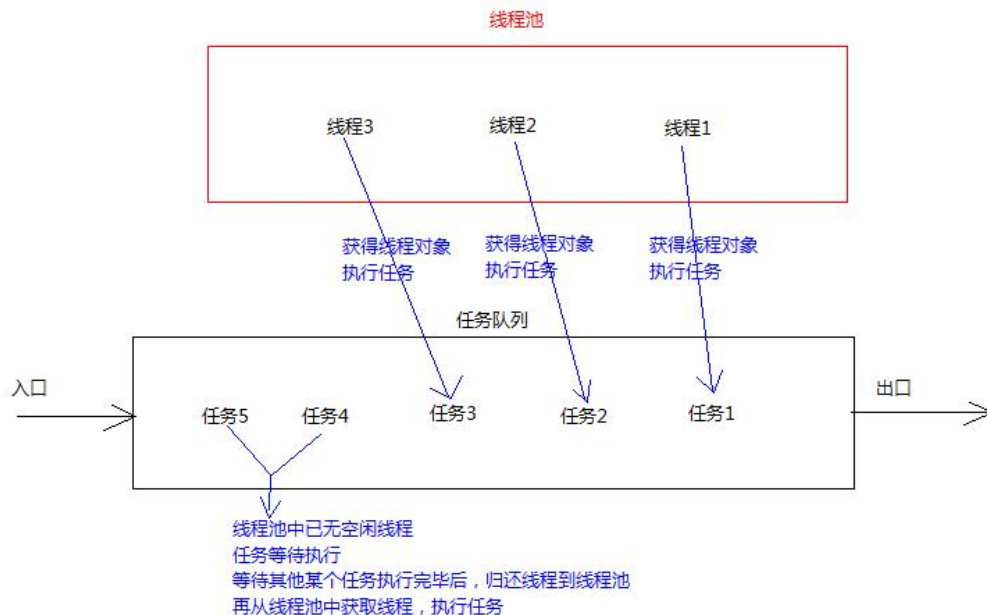 线程池
线程3
线程2
线程1
获得线程对象
执行任务
获得线程对象
执行任务
获得线程对象
执行任务
任务队列
入口
出口
任务5
任务4
任务3
任务2
任务1
线程池中已无空闲线程
任务等待执行
等待其他某个任务执行完毕后，归还线程到线程池
再从线程池中获取线程，执行任务